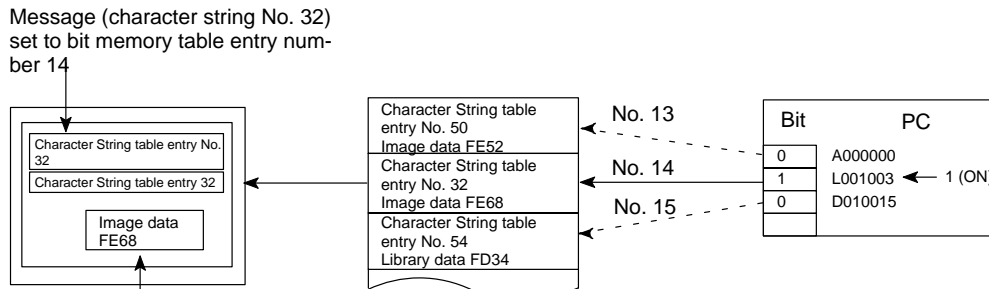 Message (character string No. 32)
set to bit memory table entry num-
ber 14
Character String table entry No.
32
Character String table entry 32
Image data
FE68
Character String table
entry No. 50
Image data FE52
Character String table
entry No. 32
Image data FE68
Character String table
entry No. 54
Library data FD34
No. 13
No. 14
No. 15
Bit
PC
0
A000000
1
L001003
1 (ON)
0
D010015